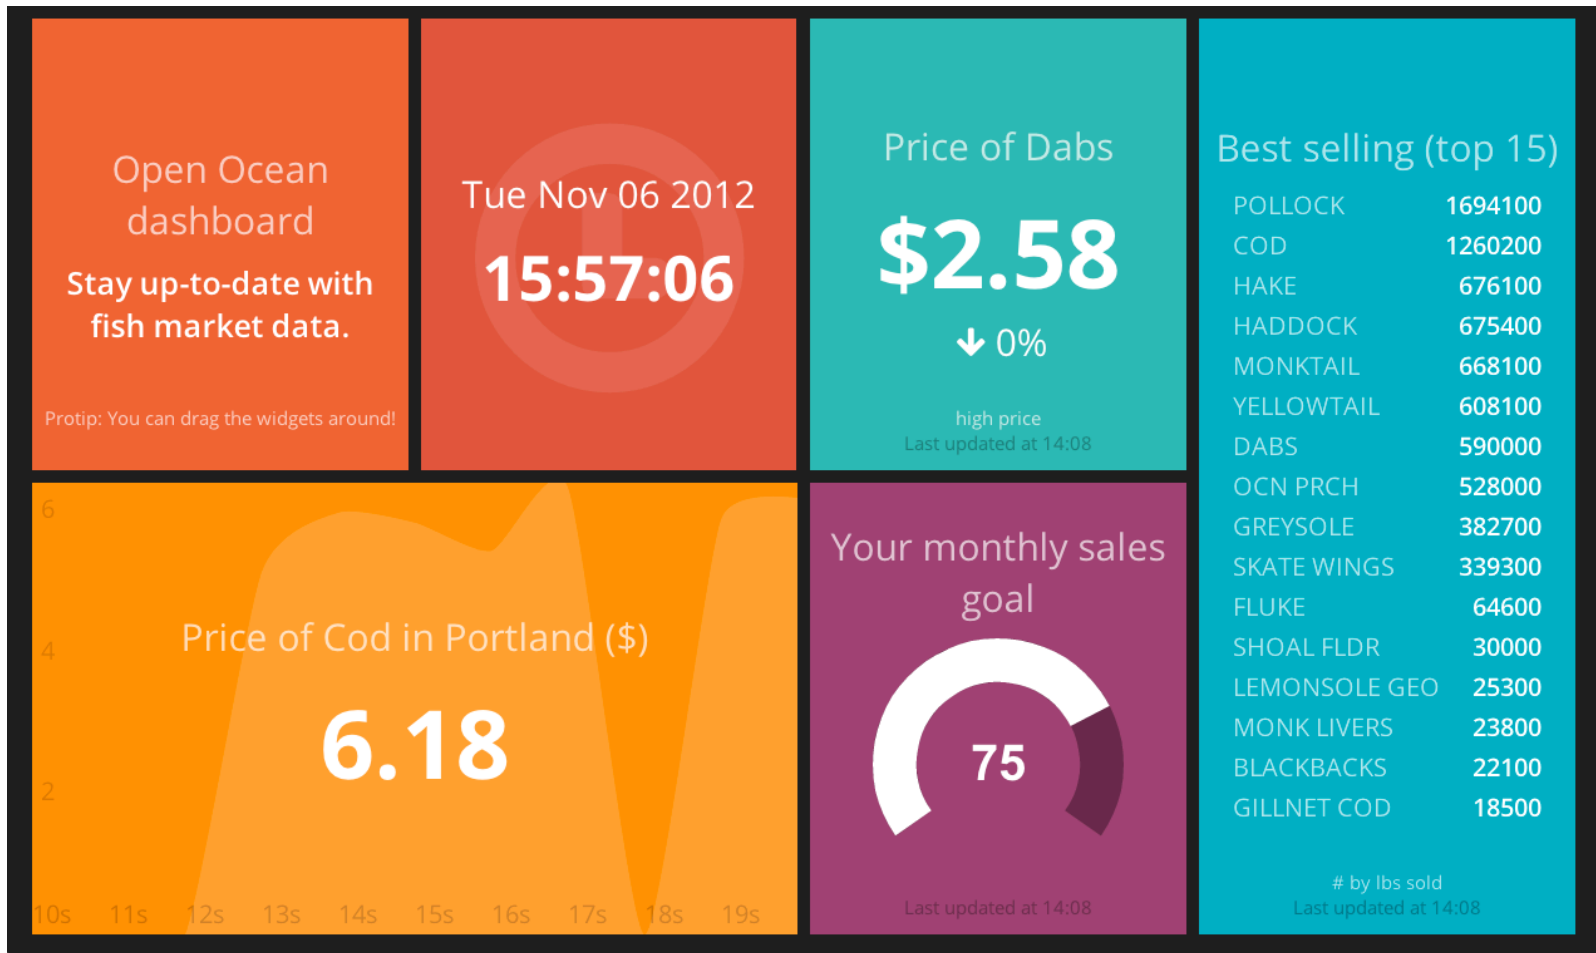 Open Ocean
dashboard
Stay up-to-date with
fish market data.
Protip: You can drag the widgets around!
Tue Nov 06 2012
15:57:06
Price of Dabs
$2.58
0%
high price
Last updated at 14:08
Best selling (top 15)
POLLOCK 1694100
COD 1260200
HAKE 676100
HADDOCK 675400
MONKTAIL 668100
YELLOWTAIL 608100
DABS 590000
OCN PRCH 528000
GREYSOLE 382700
SKATE WINGS 339300
FLUKE 64600
SHOAL FLDR 30000
LEMONSOLE GEO 25300
MONK LIVERS 23800
BLACKBACKS 22100
GILLNET COD 18500
# by lbs sold
Last updated at 14:08
6
4
2
Price of Cod in Portland ($)
6.18
10s 11s 12s 13s 14s 15s 16s 17s 18s 19s
Your monthly sales
goal
75
Last updated at 14:08